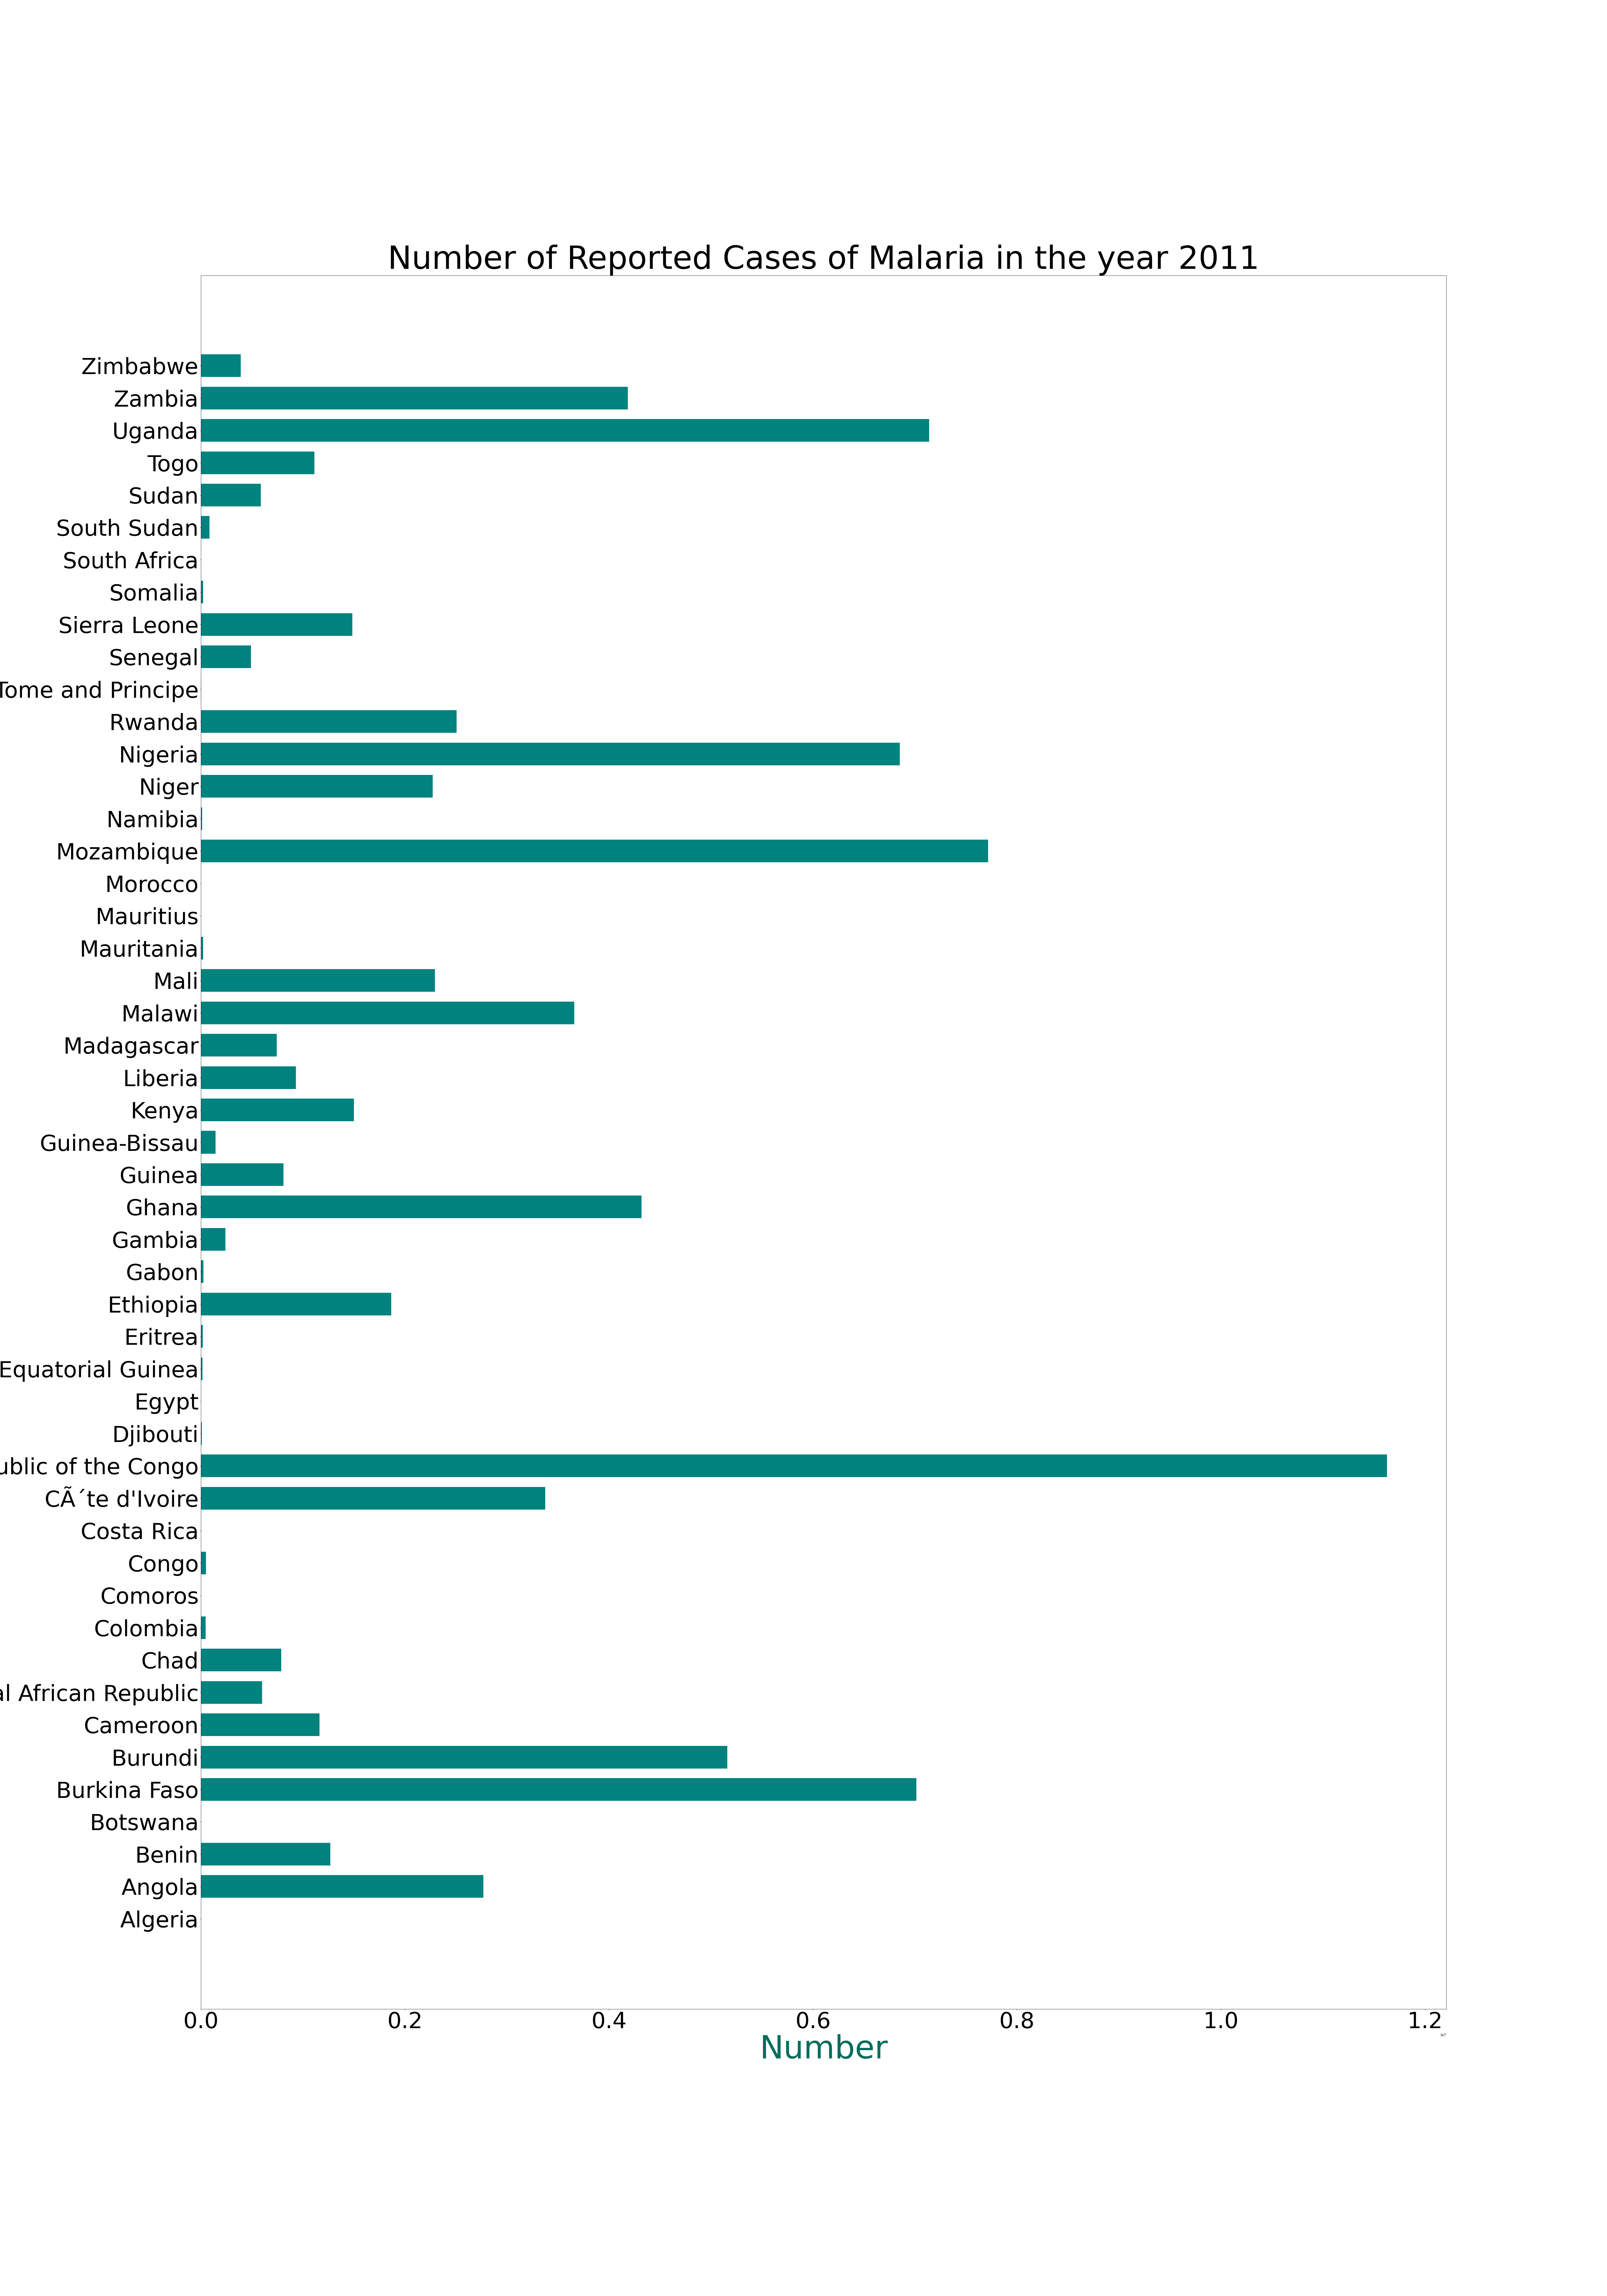 Number of Reported Cases of Malaria in the year 2011
Zimbabwe
Zambia
Uganda
Togo
Sudan
South Sudan
South Africa
Somalia
Sierra Leone
Senegal
Tome and Principe
Rwanda
Nigeria
Niger
Namibia
Mozambique
Morocco
Mauritius
Mauritania
Mali
Malawi
Madagascar
Liberia
Kenya
Guinea-Bissau
Guinea
Ghana
Gambia
Gabon
Ethiopia
Eritrea
Equatorial Guinea
Egypt
Djibouti
ublic of the Congo
CÃ´te d'Ivoire
Costa Rica
Congo
Comoros
Colombia
Chad
al African Republic
Cameroon
Burundi
Burkina Faso
Botswana
Benin
Angola
Algeria
0.0 0.2 0.4 0.6 0.8 1.0 1.2
Number